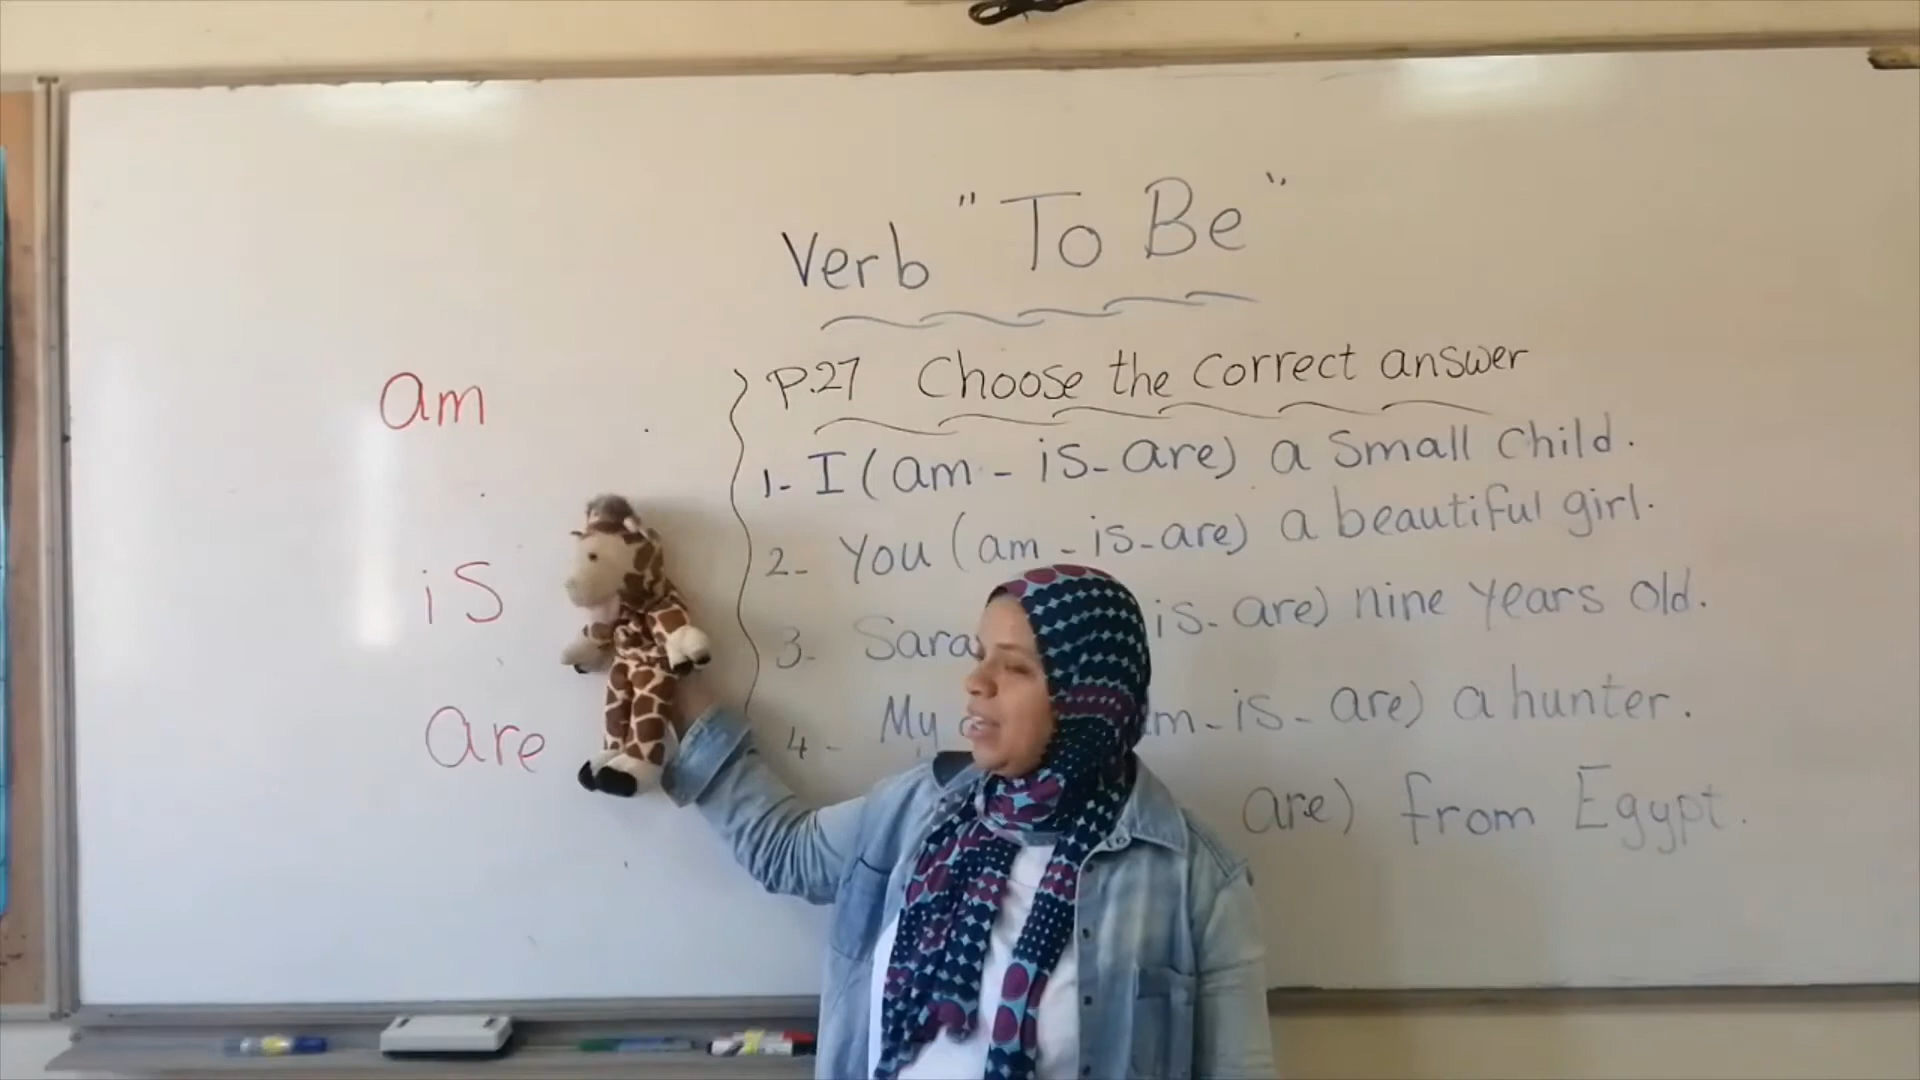 Verb "To Be"
am
is
are
P.27 Choose the correct answer
1- I (am - is - are) a small child.
2- You (am - is - are) a beautiful girl.
3- Sara is - are) nine years old.
4- My am - is - are) a hunter.
are) from Egypt.